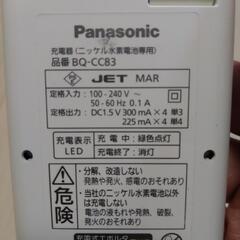 Panasonic
充電器（ニッケル水素電池専用）
品番 BQ-CC83
JET MAR
定格入力：100 - 240 V ～
50 - 60 Hz 0.1 A
定格出力：DC1.5 V 300 mA × 4 単3
225 mA × 4 単4
充電表示 LED
充電中：緑色点灯
充電終了：消灯
危険
・分解、改造しない
発熱や発火、感電のおそれあり
・当社のニッケル水素電池以外
は充電しない
電池の液もれや発熱、破裂、
発火のおそれあり